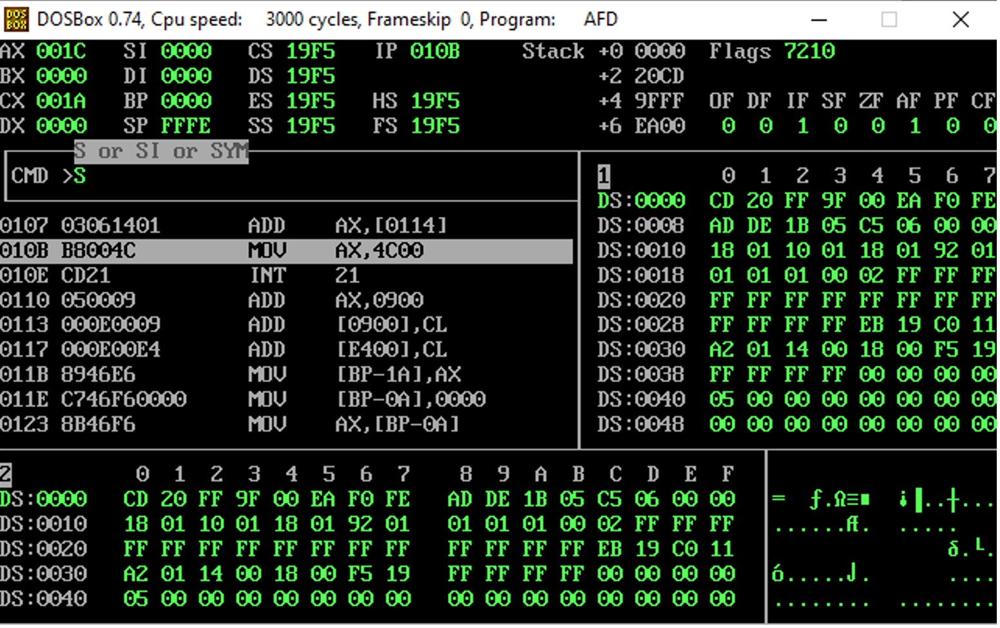 DOSBox 0.74, Cpu speed: 3000 cycles, Frameskip 0, Program: AFD
AX 001C SI 0000 CS 19F5 IP 010B Stack +0 0000 Flags 7210
BX 0000 DI 0000 DS 19F5 +2 20CD
CX 001A BP 0000 ES 19F5 HS 19F5 +4 9FFF OF DF IF SF ZF AF PF CF
DX 0000 SP FFFE SS 19F5 FS 19F5 +6 EA00 0 0 1 0 0 1 0 0
S or SI or SYM
CMD >S
0107 03061401 ADD AX,[0114]
010B B8004C MOV AX,4C00
010E CD21 INT 21
0110 050009 ADD AX,0900
0113 000E0009 ADD [0900],CL
0117 000E00E4 ADD [E400],CL
011B 8946E6 MOV [BP-1A],AX
011E C746F60000 MOV [BP-0A],0000
0123 8B46F6 MOV AX,[BP-0A]
1 0 1 2 3 4 5 6 7
DS:0000 CD 20 FF 9F 00 EA F0 FE
DS:0008 AD DE 1B 05 C5 06 00 00
DS:0010 18 01 10 01 18 01 92 01
DS:0018 01 01 01 00 02 FF FF FF
DS:0020 FF FF FF FF FF FF FF FF
DS:0028 FF FF FF FF EB 19 C0 11
DS:0030 A2 01 14 00 18 00 F5 19
DS:0038 FF FF FF FF 00 00 00 00
DS:0040 05 00 00 00 00 00 00 00
DS:0048 00 00 00 00 00 00 00 00
2 0 1 2 3 4 5 6 7 8 9 A B C D E F
DS:0000 CD 20 FF 9F 00 EA F0 FE AD DE 1B 05 C5 06 00 00 = ƒ.Ω≡■ ¡▐..┼...
DS:0010 18 01 10 01 18 01 92 01 01 01 01 00 02 FF FF FF ......Æ. .....
DS:0020 FF FF FF FF FF FF FF FF FF FF FF FF EB 19 C0 11 δ.└.
DS:0030 A2 01 14 00 18 00 F5 19 FF FF FF FF 00 00 00 00 ó.....⌡. ....
DS:0040 05 00 00 00 00 00 00 00 00 00 00 00 00 00 00 00 ........ ........